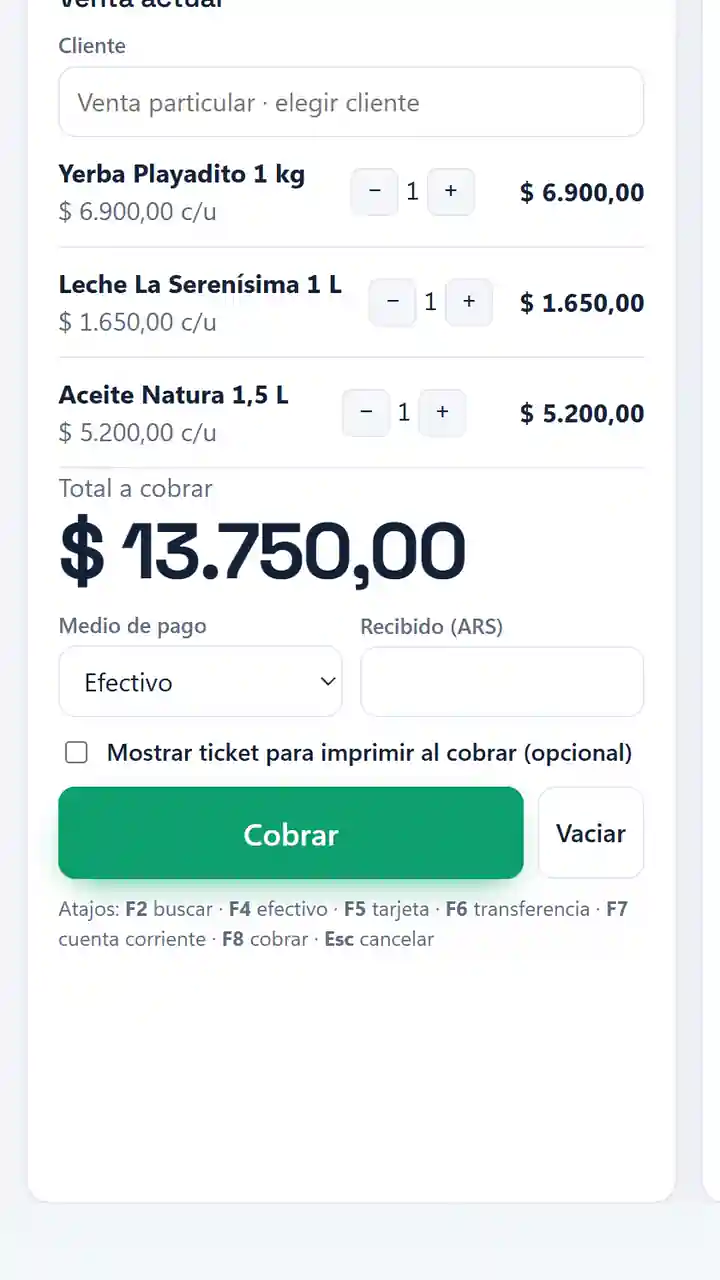 Venta actual
Cliente
Venta particular · elegir cliente
Yerba Playadito 1 kg
$ 6.900,00 c/u
− 1 +
$ 6.900,00
Leche La Serenísima 1 L
$ 1.650,00 c/u
− 1 +
$ 1.650,00
Aceite Natura 1,5 L
$ 5.200,00 c/u
− 1 +
$ 5.200,00
Total a cobrar
$ 13.750,00
Medio de pago
Recibido (ARS)
Efectivo
Mostrar ticket para imprimir al cobrar (opcional)
Cobrar
Vaciar
Atajos: F2 buscar · F4 efectivo · F5 tarjeta · F6 transferencia · F7
cuenta corriente · F8 cobrar · Esc cancelar